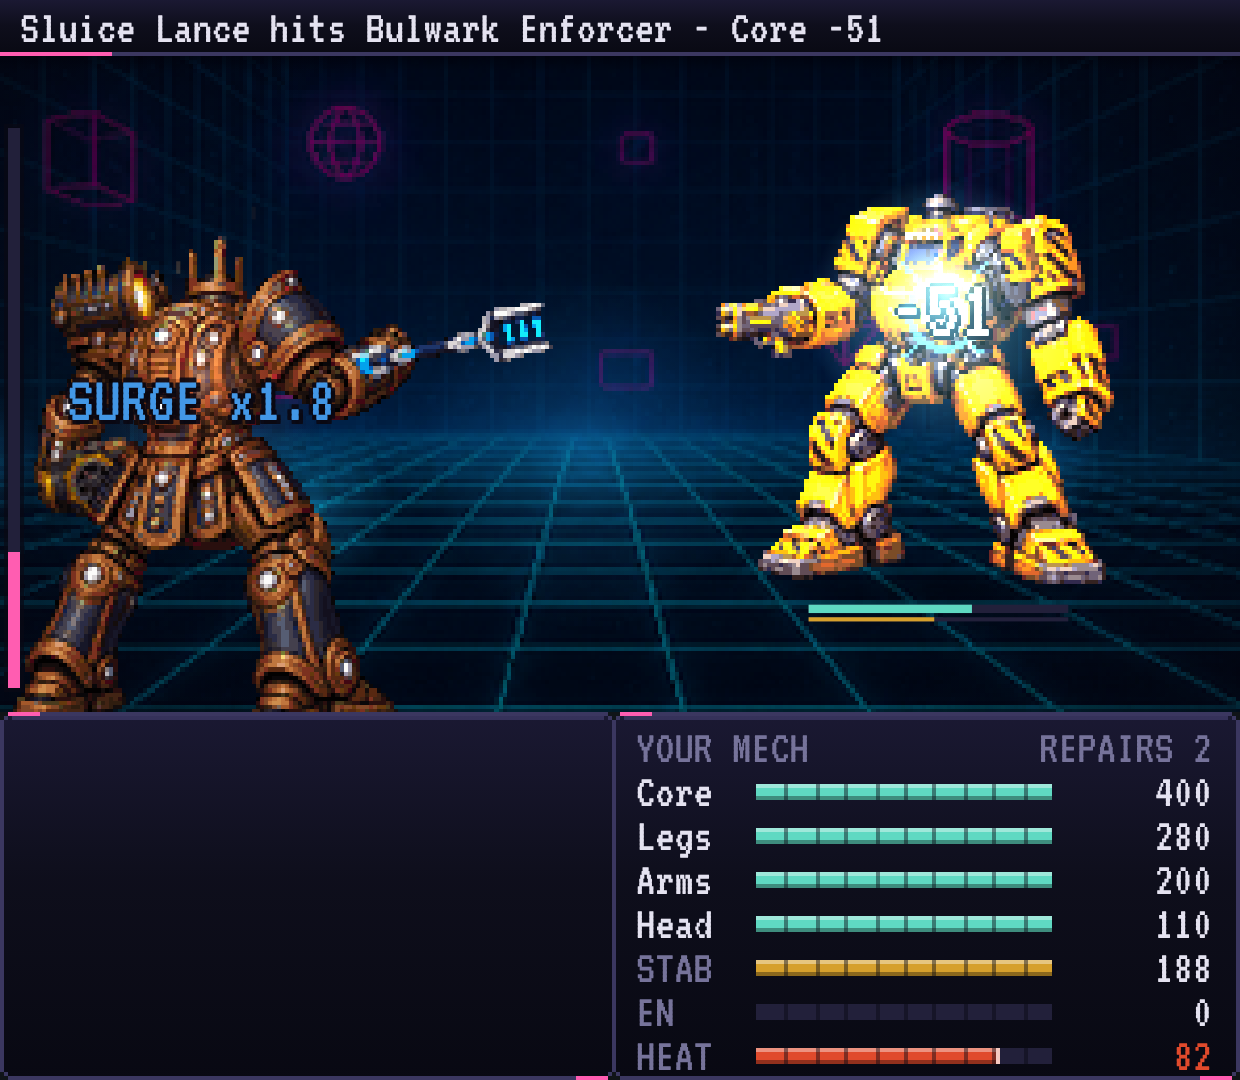 Sluice Lance hits Bulwark Enforcer - Core -51
-51
SURGE x1.8
YOUR MECH REPAIRS 2
Core 400
Legs 280
Arms 200
Head 110
STAB 188
EN 0
HEAT 82